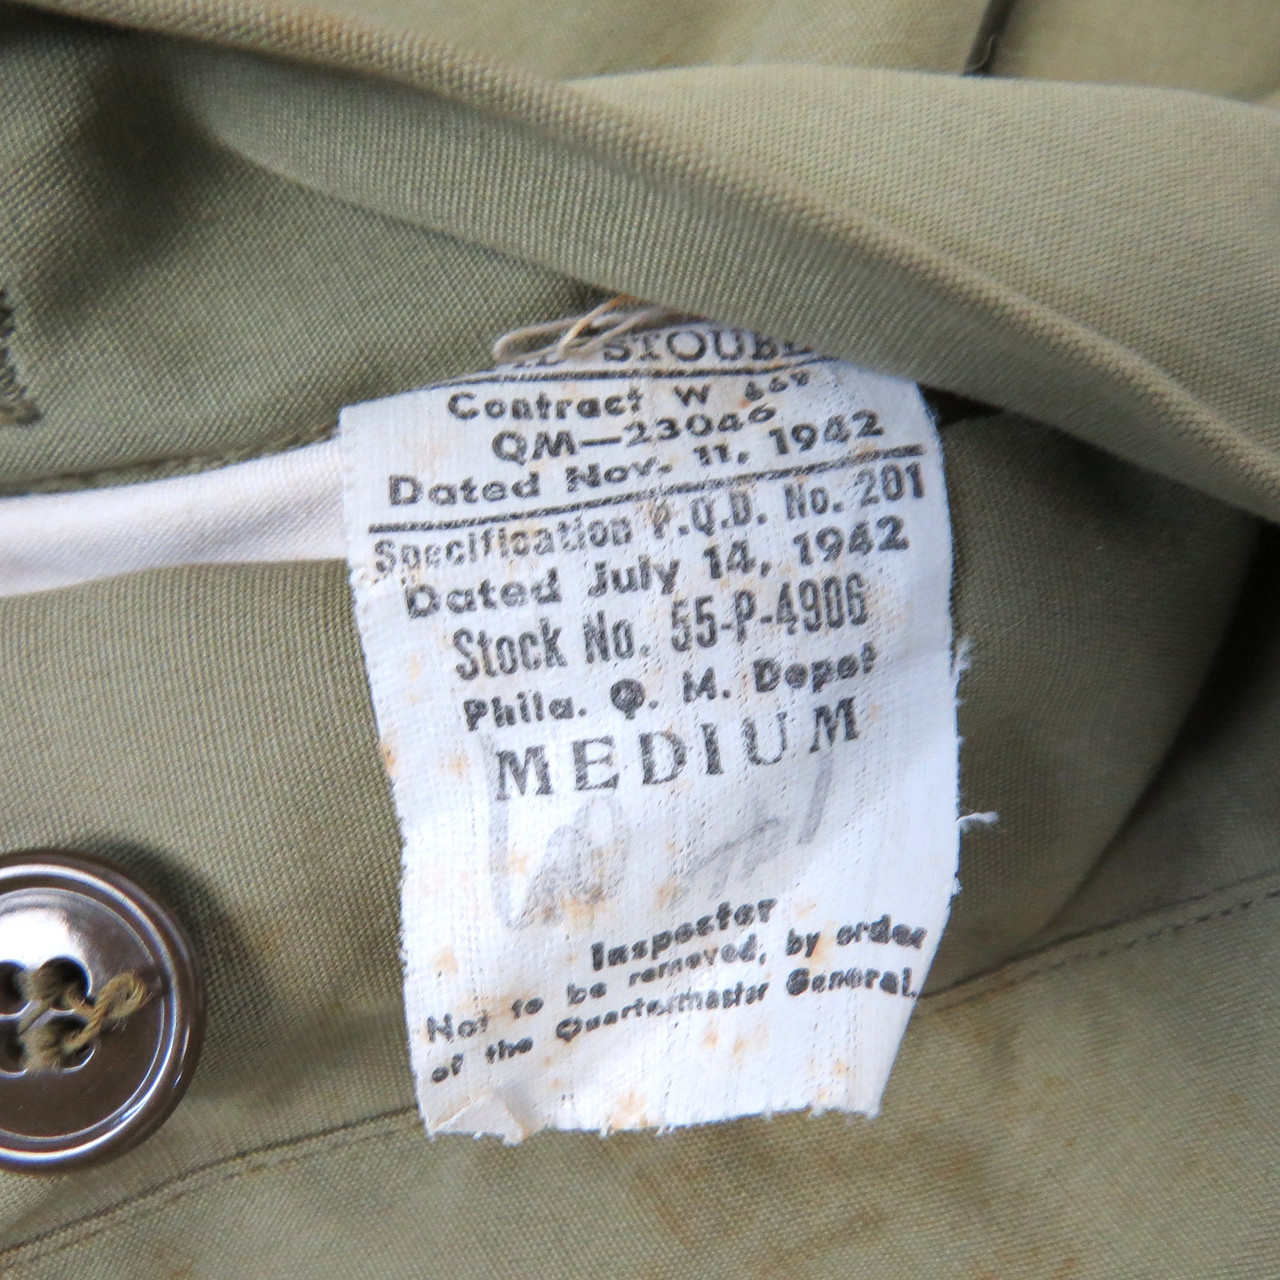 Contract W 669
QM—23046
Dated Nov. 11, 1942
Specification P.Q.D. No. 201
Dated July 14, 1942
Stock No. 55-P-4906
Phila. Q. M. Depot
MEDIUM
Inspector
Not to be removed, by order
of the Quartermaster General.